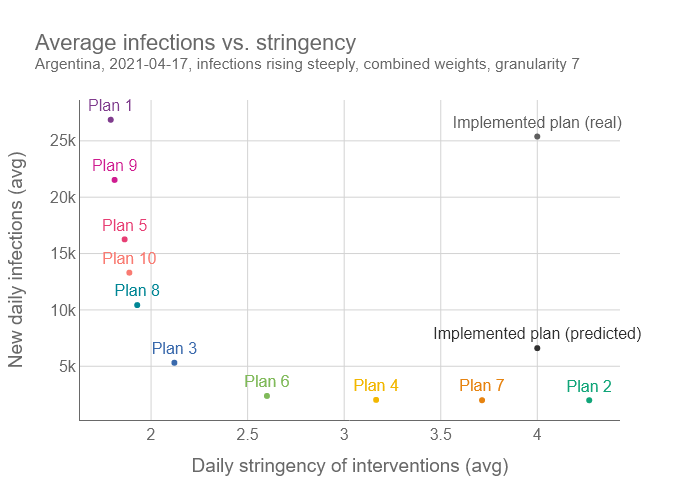 Average infections vs. stringency
Argentina, 2021-04-17, infections rising steeply, combined weights, granularity 7
Plan 1
Implemented plan (real)
25k
Plan 9
20k
Plan 5
15k
Plan 10
Plan 8
10k
Implemented plan (predicted)
Plan 3
5k
Plan 6
Plan 4
Plan 7
Plan 2
New daily infections (avg)
2
2.5
3
3.5
4
Daily stringency of interventions (avg)